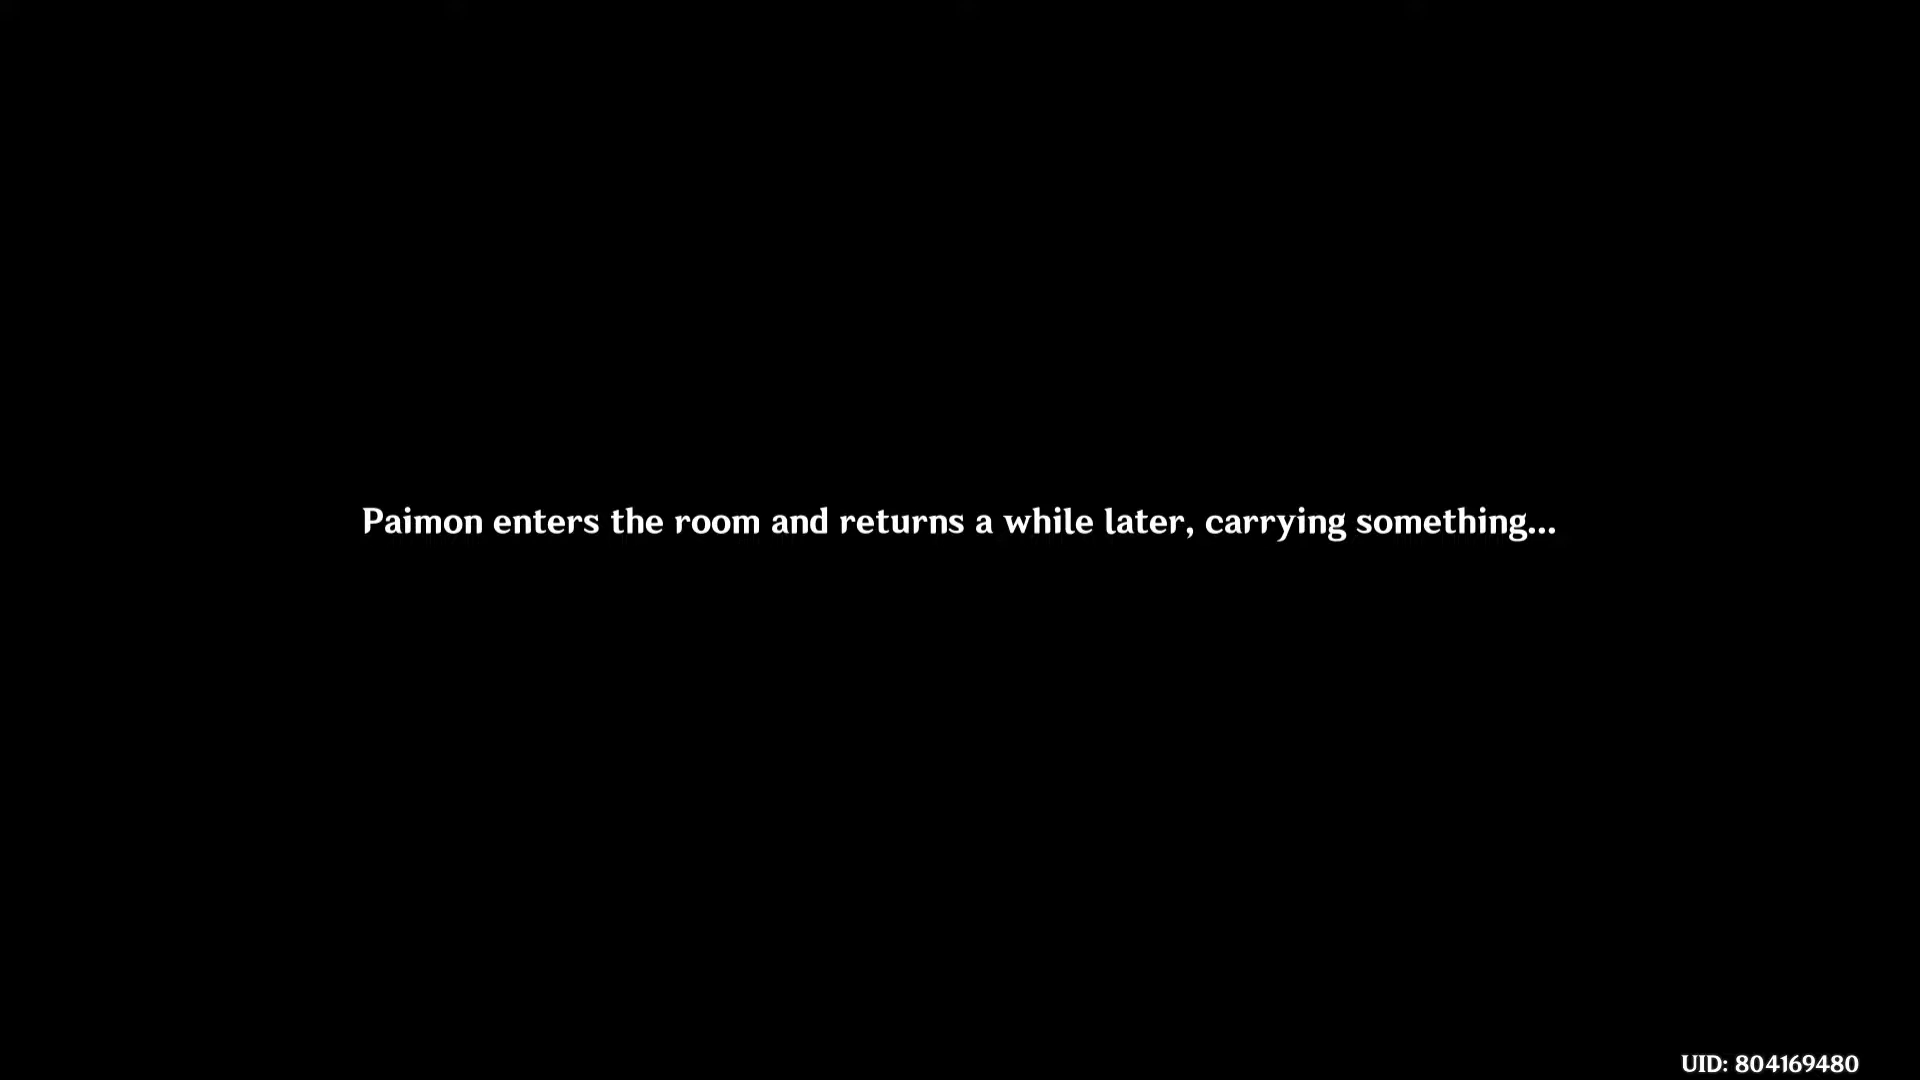 Paimon enters the room and returns a while later, carrying something...
UID: 804169480